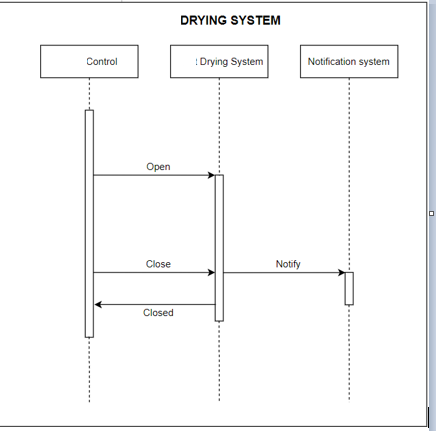 DRYING SYSTEM
Control
: Drying System
Notification system
Open
Close
Notify
Closed